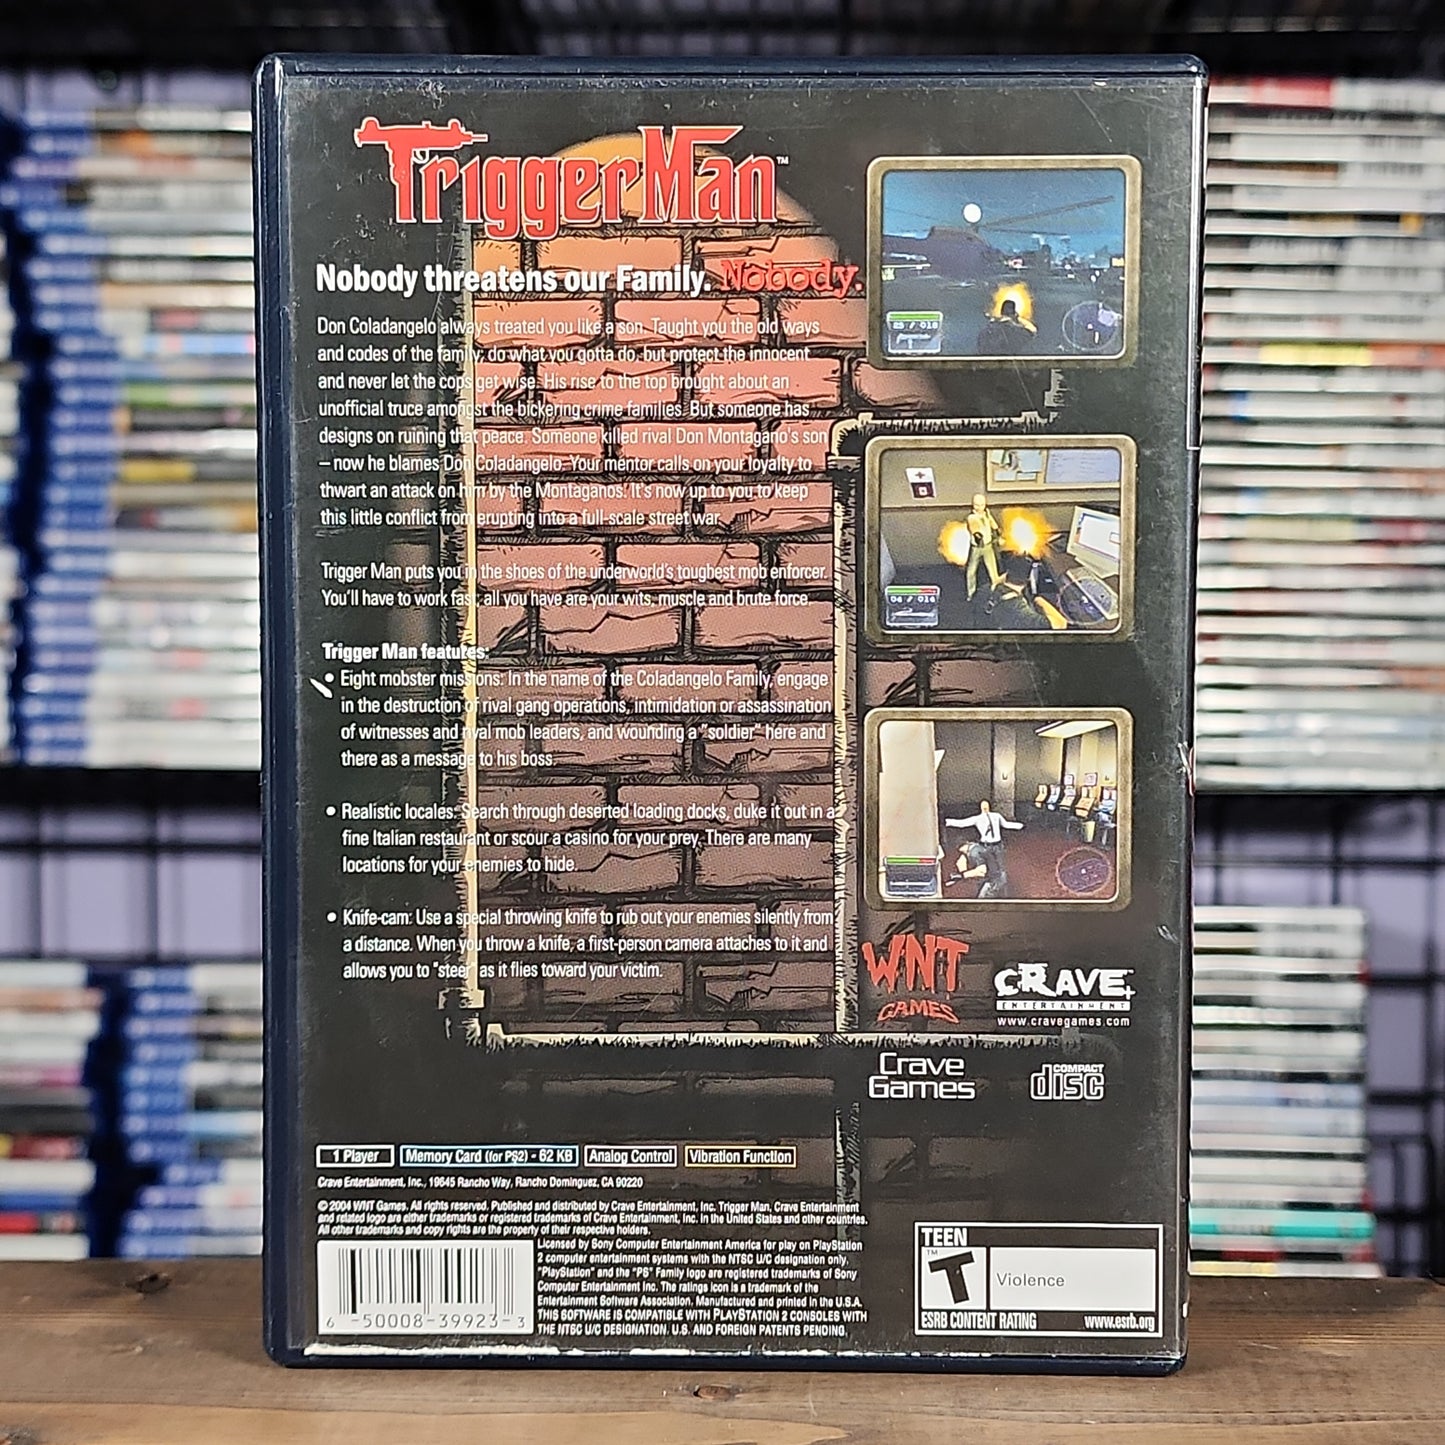 TriggerMan™
Nobody threatens our Family. Nobody.
Don Coladangelo always treated you like a son. Taught you the old ways
and codes of the family; do what you gotta do, but protect the innocent
and never let the cops get wise. His rise to the top brought about an
unofficial truce amongst the bickering crime families. But someone has
designs on ruining that peace. Someone killed rival Don Montagano's son
– now he blames Don Coladangelo. Your mentor calls on your loyalty to
thwart an attack on him by the Montaganos. It's now up to you to keep
this little conflict from erupting into a full-scale street war.
Trigger Man puts you in the shoes of the underworld's toughest mob enforcer.
You'll have to work fast, all you have are your wits, muscle and brute force.
Trigger Man features:
• Eight mobster missions: In the name of the Coladangelo Family, engage
in the destruction of rival gang operations, intimidation or assassination
of witnesses and rival mob leaders, and wounding a "soldier" here and
there as a message to his boss.
• Realistic locales: Search through deserted loading docks, duke it out in a
fine Italian restaurant or scour a casino for your prey. There are many
locations for your enemies to hide.
• Knife-cam: Use a special throwing knife to rub out your enemies silently from
a distance. When you throw a knife, a first-person camera attaches to it and
allows you to "steer" as it flies toward your victim.
25 / 018
04 / 014
WNT
GAMES
CRAVE
ENTERTAINMENT
www.cravegames.com
Crave
Games
COMPACT
disc
1 Player
Memory Card (for PS2) - 62 KB
Analog Control
Vibration Function
Crave Entertainment, Inc., 19645 Rancho Way, Rancho Dominguez, CA 90220
© 2004 WNT Games. All rights reserved. Published and distributed by Crave Entertainment, Inc. Trigger Man, Crave Entertainment
and related logo are either trademarks or registered trademarks of Crave Entertainment, Inc. in the United States and other countries.
All other trademarks and copy rights are the property of their respective holders.
Licensed by Sony Computer Entertainment America for play on PlayStation
2 computer entertainment systems with the NTSC U/C designation only.
"PlayStation" and the "PS" Family logo are registered trademarks of Sony
Computer Entertainment Inc. The ratings icon is a trademark of the
Entertainment Software Association. Manufactured and printed in the U.S.A.
THIS SOFTWARE IS COMPATIBLE WITH PLAYSTATION 2 CONSOLES WITH
THE NTSC U/C DESIGNATION. U.S. AND FOREIGN PATENTS PENDING.
6 -50008-39923- 3
TEEN
T™
Violence
ESRB CONTENT RATING
www.esrb.org